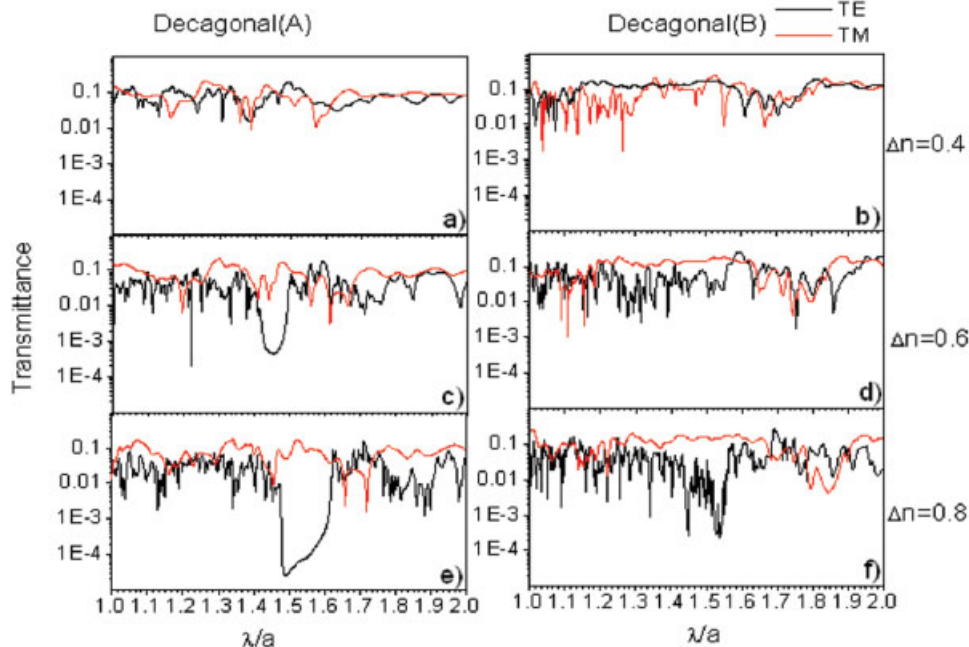 Decagonal(A)
Decagonal(B)
TE
TM
Transmittance
0.1
0.01
1E-3
1E-4
a)
0.1
0.01
1E-3
1E-4
b)
Δn=0.4
0.1
0.01
1E-3
1E-4
c)
0.1
0.01
1E-3
1E-4
d)
Δn=0.6
0.1
0.01
1E-3
1E-4
e)
0.1
0.01
1E-3
1E-4
f)
Δn=0.8
1.0 1.1 1.2 1.3 1.4 1.5 1.6 1.7 1.8 1.9 2.0
1.0 1.1 1.2 1.3 1.4 1.5 1.6 1.7 1.8 1.9 2.0
λ/a
λ/a